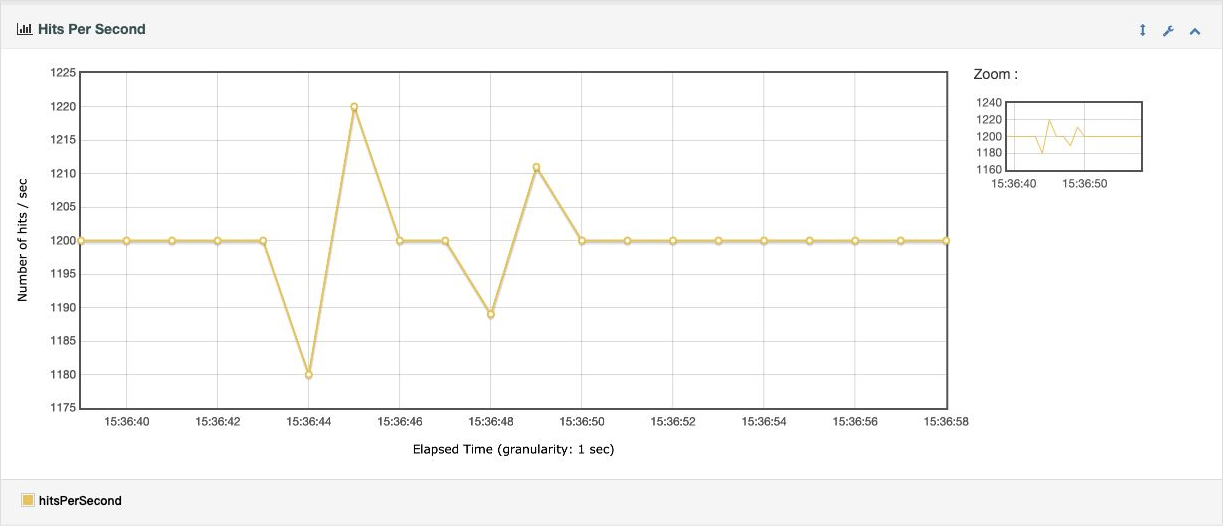 Hits Per Second
Zoom :
1225
1220
1215
1210
1205
1200
1195
1190
1185
1180
1175
Number of hits / sec
15:36:40 15:36:42 15:36:44 15:36:46 15:36:48 15:36:50 15:36:52 15:36:54 15:36:56 15:36:58
Elapsed Time (granularity: 1 sec)
1240
1220
1200
1180
1160
15:36:40 15:36:50
hitsPerSecond